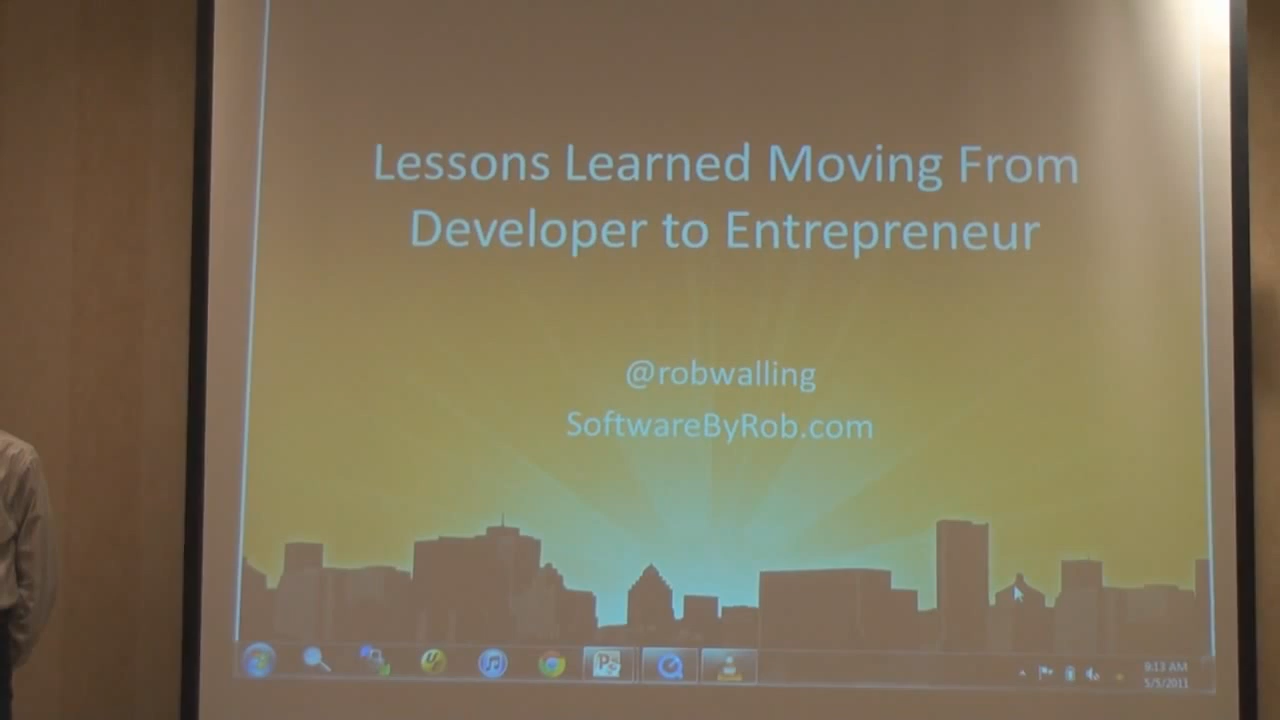 Lessons Learned Moving From
Developer to Entrepreneur
@robwalling
SoftwareByRob.com
9:13 AM
5/5/2011